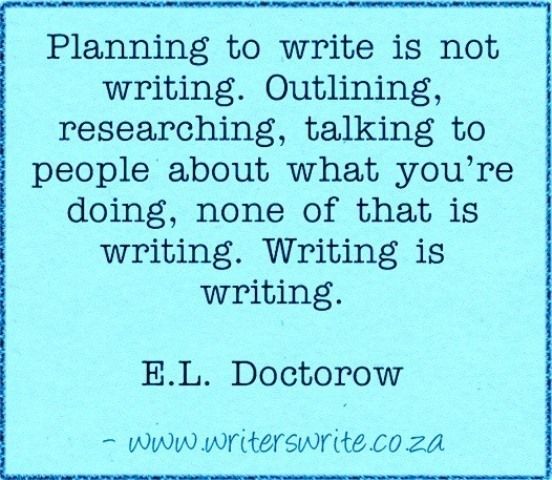 Planning to write is not
writing. Outlining,
researching, talking to
people about what you're
doing, none of that is
writing. Writing is
writing.
E.L. Doctorow
- www.writerswrite.co.za